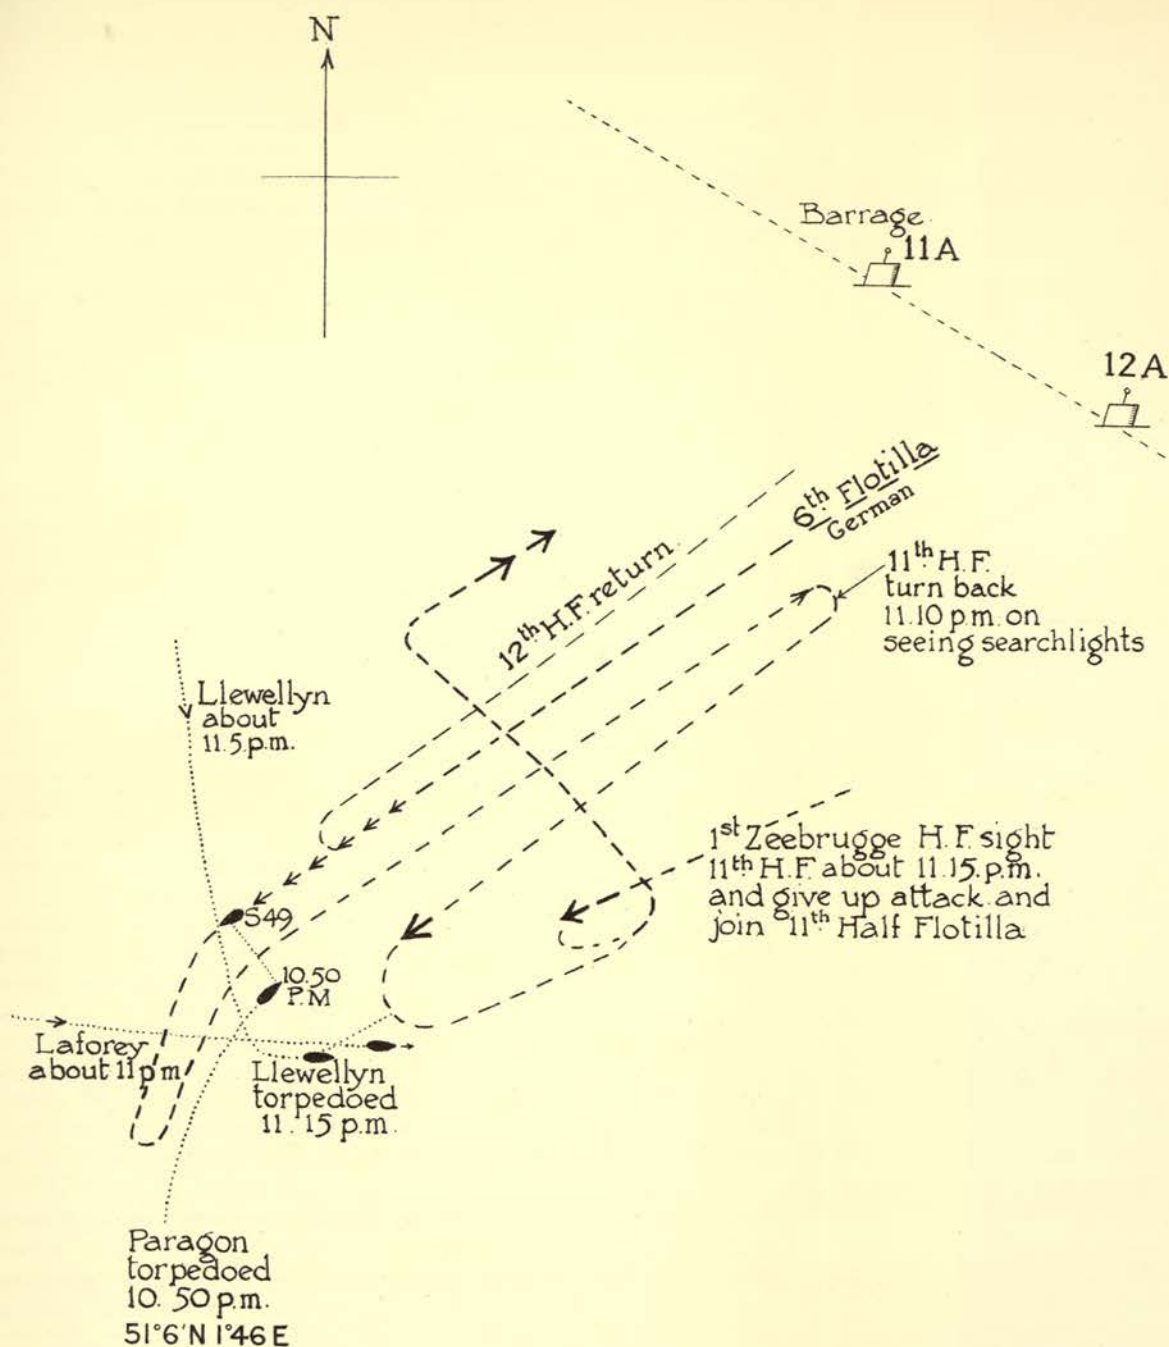 N
Barrage
11A
12A
6th Flotilla
German
12th H.F. return
11th H.F.
turn back
11.10 p.m. on
seeing searchlights
Llewellyn
about
11.5.p.m.
1st Zeebrugge H.F. sight
11th H.F. about 11.15.p.m.
and give up attack and
join 11th Half Flotilla
S49
10.50
P.M
Laforey
about 11pm
Llewellyn
torpedoed
11.15 p.m.
Paragon
torpedoed
10.50 p.m.
51°6'N 1°46 E